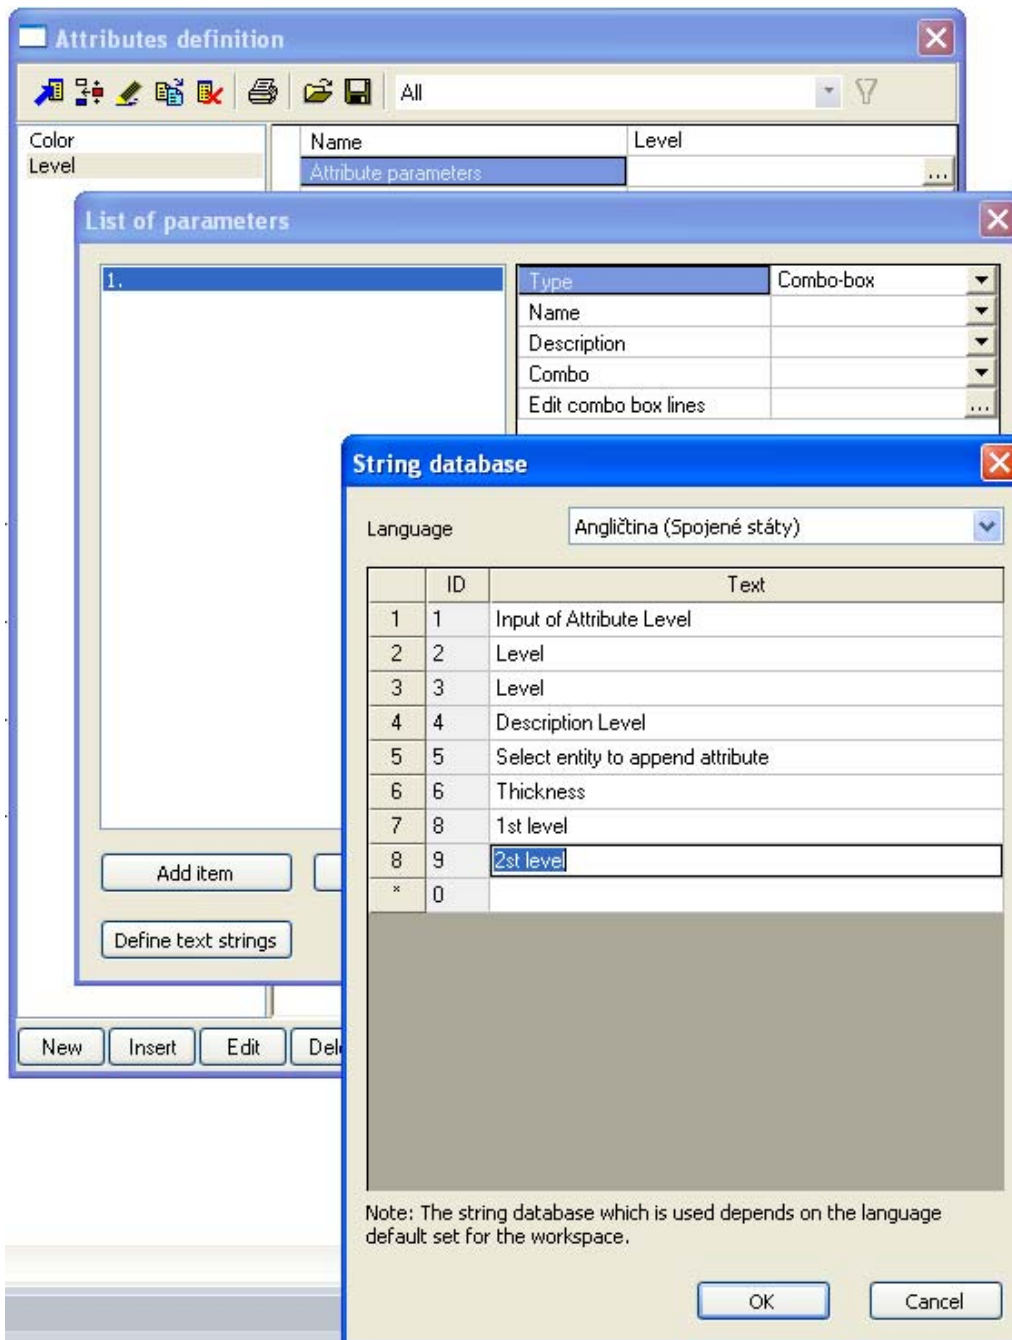 Attributes definition
All
Color
Level
Name Level
Attribute parameters ...
List of parameters
1.
Type Combo-box
Name
Description
Combo
Edit combo box lines ...
Add item
Define text strings
New Insert Edit
String database
Language Angličtina (Spojené státy)
ID Text
1 1 Input of Attribute Level
2 2 Level
3 3 Level
4 4 Description Level
5 5 Select entity to append attribute
6 6 Thickness
7 8 1st level
8 9 2st level
* 0
Note: The string database which is used depends on the language
default set for the workspace.
OK Cancel